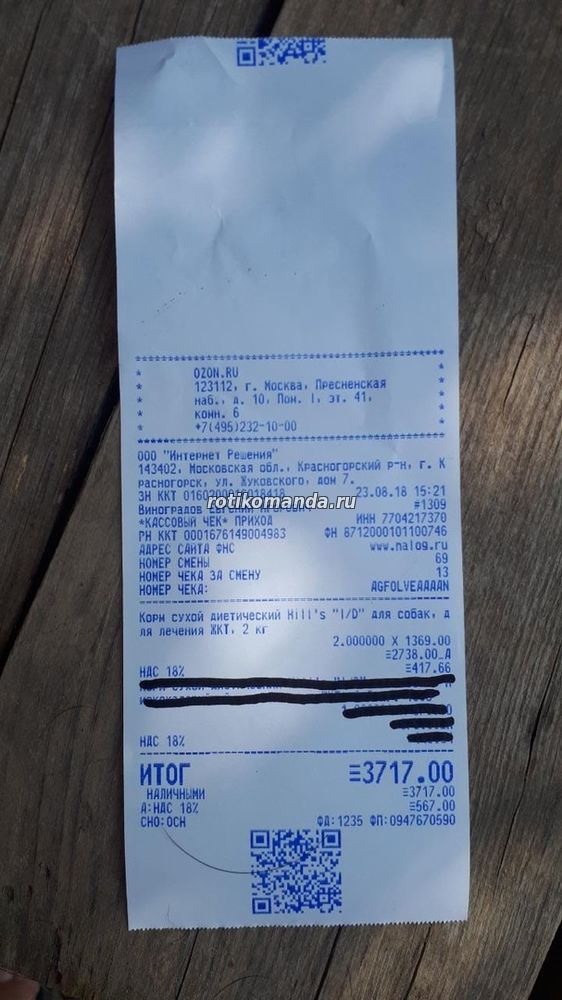 OZON.RU
123112, г. Москва, Пресненская
наб., д. 10, Пом. I, эт. 41,
комн. 6
+7(495)232-10-00
ООО "Интернет Решения"
143402, Московская обл., Красногорский р-н, г. К
расногорск, ул. Жуковского, дом 7.
ЗН ККТ 23.08.18 15:21
rotikomanda.ru
Виноградов #1309
*КАССОВЫЙ ЧЕК* ПРИХОД ИНН 7704217370
РН ККТ 0001676149004983 ФН 8712000101100746
АДРЕС САЙТА ФНС www.nalog.ru
НОМЕР СМЕНЫ 69
НОМЕР ЧЕКА ЗА СМЕНУ 13
НОМЕР ЧЕКА: AGFOLVEAAAAN
Корм сухой диетический Hill's "I/D" для собак, д
ля лечения ЖКТ, 2 кг
2.000000 X 1369.00
≡2738.00_А
НДС 18% ≡417.66
НДС 18%
ИТОГ ≡3717.00
НАЛИЧНЫМИ ≡3717.00
А:НДС 18% ≡567.00
СНО:ОСН ФД:1235 ФП:0947670590